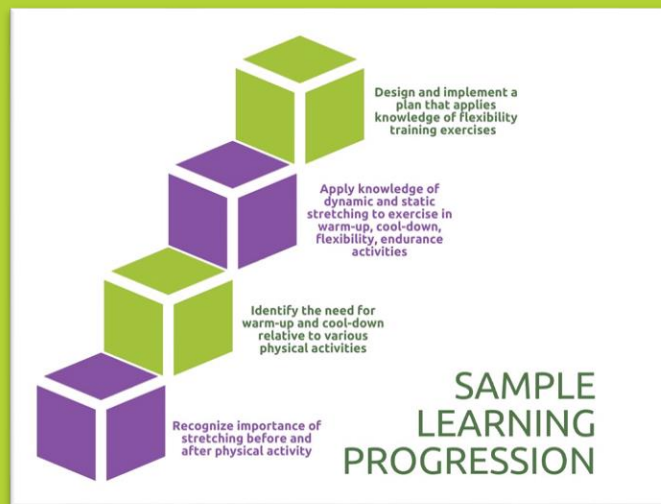 Design and implement a
plan that applies
knowledge of flexibility
training exercises
Apply knowledge of
dynamic and static
stretching to exercise in
warm-up, cool-down,
flexibility, endurance
activities
Identify the need for
warm-up and cool-down
relative to various
physical activities
Recognize importance of
stretching before and
after physical activity
SAMPLE
LEARNING
PROGRESSION